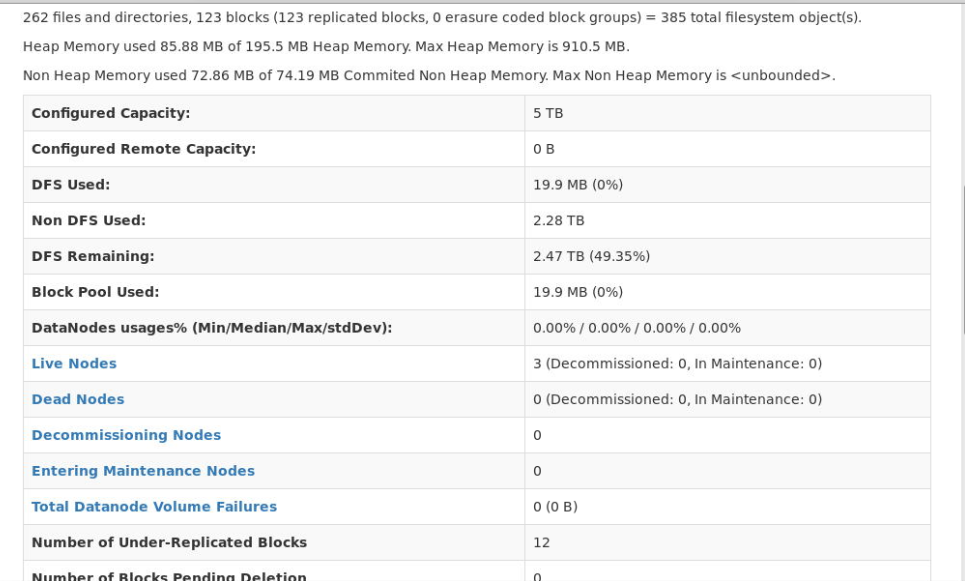 262 files and directories, 123 blocks (123 replicated blocks, 0 erasure coded block groups) = 385 total filesystem object(s).
Heap Memory used 85.88 MB of 195.5 MB Heap Memory. Max Heap Memory is 910.5 MB.
Non Heap Memory used 72.86 MB of 74.19 MB Commited Non Heap Memory. Max Non Heap Memory is <unbounded>.
Configured Capacity: 5 TB
Configured Remote Capacity: 0 B
DFS Used: 19.9 MB (0%)
Non DFS Used: 2.28 TB
DFS Remaining: 2.47 TB (49.35%)
Block Pool Used: 19.9 MB (0%)
DataNodes usages% (Min/Median/Max/stdDev): 0.00% / 0.00% / 0.00% / 0.00%
Live Nodes 3 (Decommissioned: 0, In Maintenance: 0)
Dead Nodes 0 (Decommissioned: 0, In Maintenance: 0)
Decommissioning Nodes 0
Entering Maintenance Nodes 0
Total Datanode Volume Failures 0 (0 B)
Number of Under-Replicated Blocks 12
Number of Blocks Pending Deletion 0